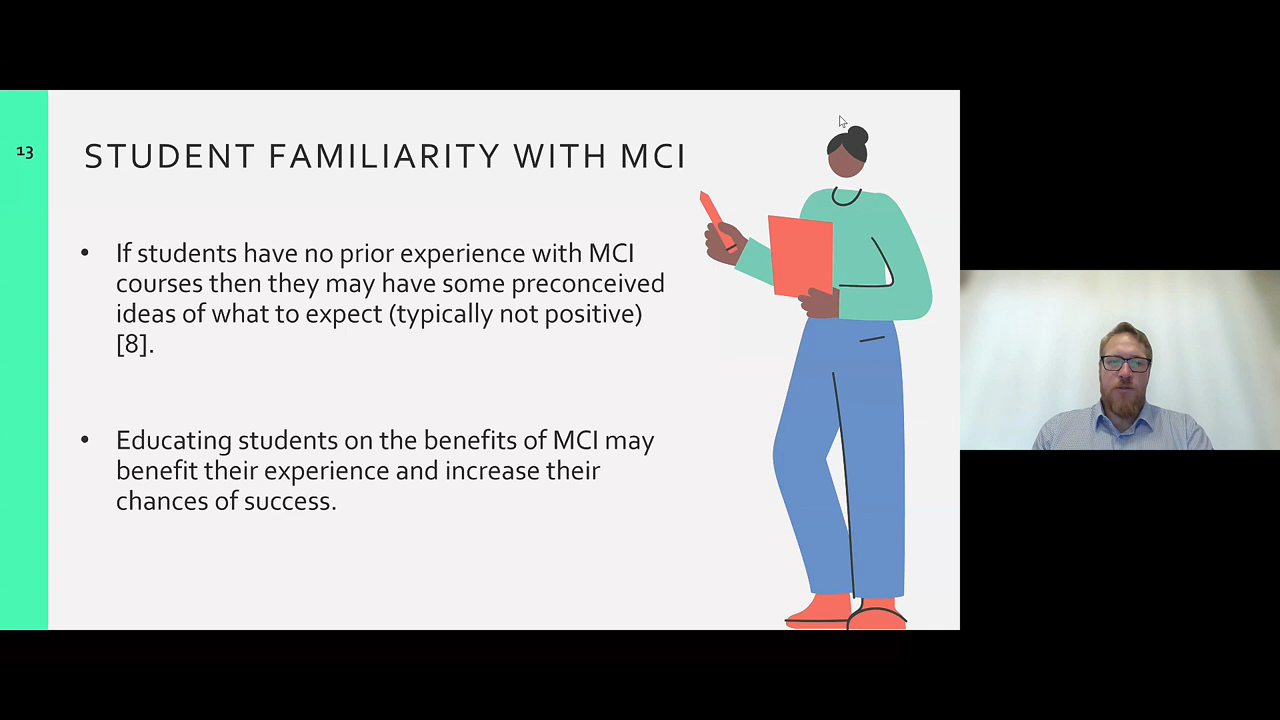 13
STUDENT FAMILIARITY WITH MCI
• If students have no prior experience with MCI
courses then they may have some preconceived
ideas of what to expect (typically not positive)
[8].
• Educating students on the benefits of MCI may
benefit their experience and increase their
chances of success.